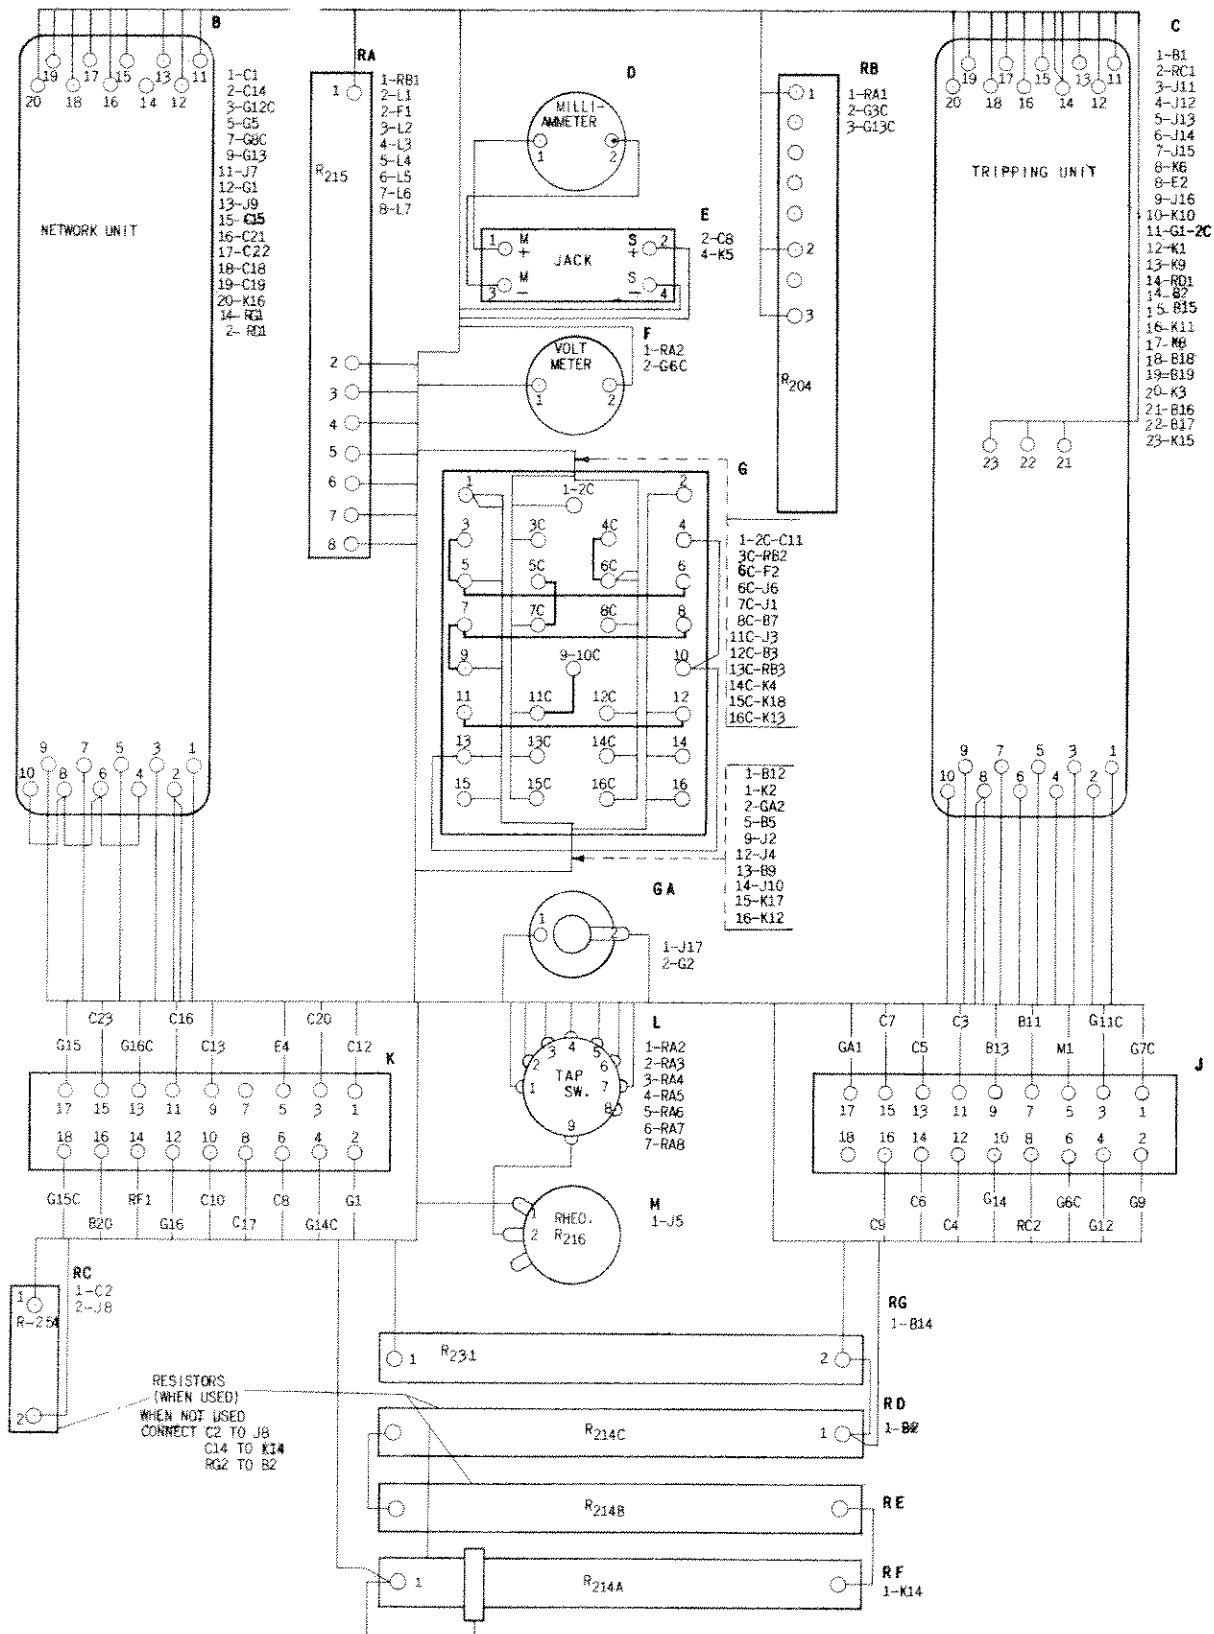 B
19
17
15
13
11
20
18
16
14
12
NETWORK UNIT
1-C1
2-C14
3-G12C
5-G5
7-G8C
9-G13
11-J7
12-G1
13-J9
15-C15
16-C21
17-C22
18-C18
19-C19
20-K16
14-RG1
2-RD1
9
7
5
3
1
10
8
6
4
2
RA
1
R215
2
3
4
5
6
7
8
1-RB1
2-L1
2-F1
3-L2
4-L3
5-L4
6-L5
7-L6
8-L7
D
MILLI-
AMMETER
1
2
E
1 M S 2
+ +
JACK
M S
3 − − 4
2-C8
4-K5
F
VOLT
METER
1
2
1-RA2
2-G6C
RB
1
2
3
R204
1-RA1
2-G3C
3-G13C
C
19
17
15
13
11
20
18
16
14
12
TRIPPING UNIT
23
22
21
9
7
5
3
1
10
8
6
4
2
1-B1
2-RC1
3-J11
4-J12
5-J13
6-J14
7-J15
8-K6
8-E2
9-J16
10-K10
11-G1-2C
12-K1
13-K9
14-RD1
14-B2
15-B15
16-K11
17-K8
18-B18
19-B19
20-K3
21-B16
22-B17
23-K15
G
1
1-2C
2
3
3C
4C
4
5
5C
6C
6
7
7C
8C
8
9
9-10C
10
11
11C
12C
12
13
13C
14C
14
15
15C
16C
16
1-2C-C11
3C-RB2
6C-F2
6C-J6
7C-J1
8C-B7
11C-J3
12C-B3
13C-RB3
14C-K4
15C-K18
16C-K13
1-B12
1-K2
2-GA2
5-B5
9-J2
12-J4
13-B9
14-J10
15-K17
16-K12
GA
1
2
1-J17
2-G2
C23
C16
C20
G15
G16C
C13
E4
C12
K
17
15
13
11
9
7
5
3
1
18
16
14
12
10
8
6
4
2
G15C
RF1
C10
C8
G1
B20
G16
C17
G14C
L
1
2
3
4
5
6
7
8
9
TAP
SW.
1-RA2
2-RA3
3-RA4
4-RA5
5-RA6
6-RA7
7-RA8
M
1
2
RHEO.
R216
1-J5
C7
C3
B11
G11C
GA1
C5
B13
M1
G7C
J
17
15
13
11
9
7
5
3
1
18
16
14
12
10
8
6
4
2
C6
G14
G6C
G9
C9
C4
RC2
G12
RC
1-C2
2-J8
1
R-254
2
RESISTORS
(WHEN USED)
WHEN NOT USED
CONNECT C2 TO J8
C14 TO K14
RG2 TO B2
RG
1-B14
1
R231
2
RD
R214C
1
1-B2
RE
R214B
RF
1
R214A
1-K14